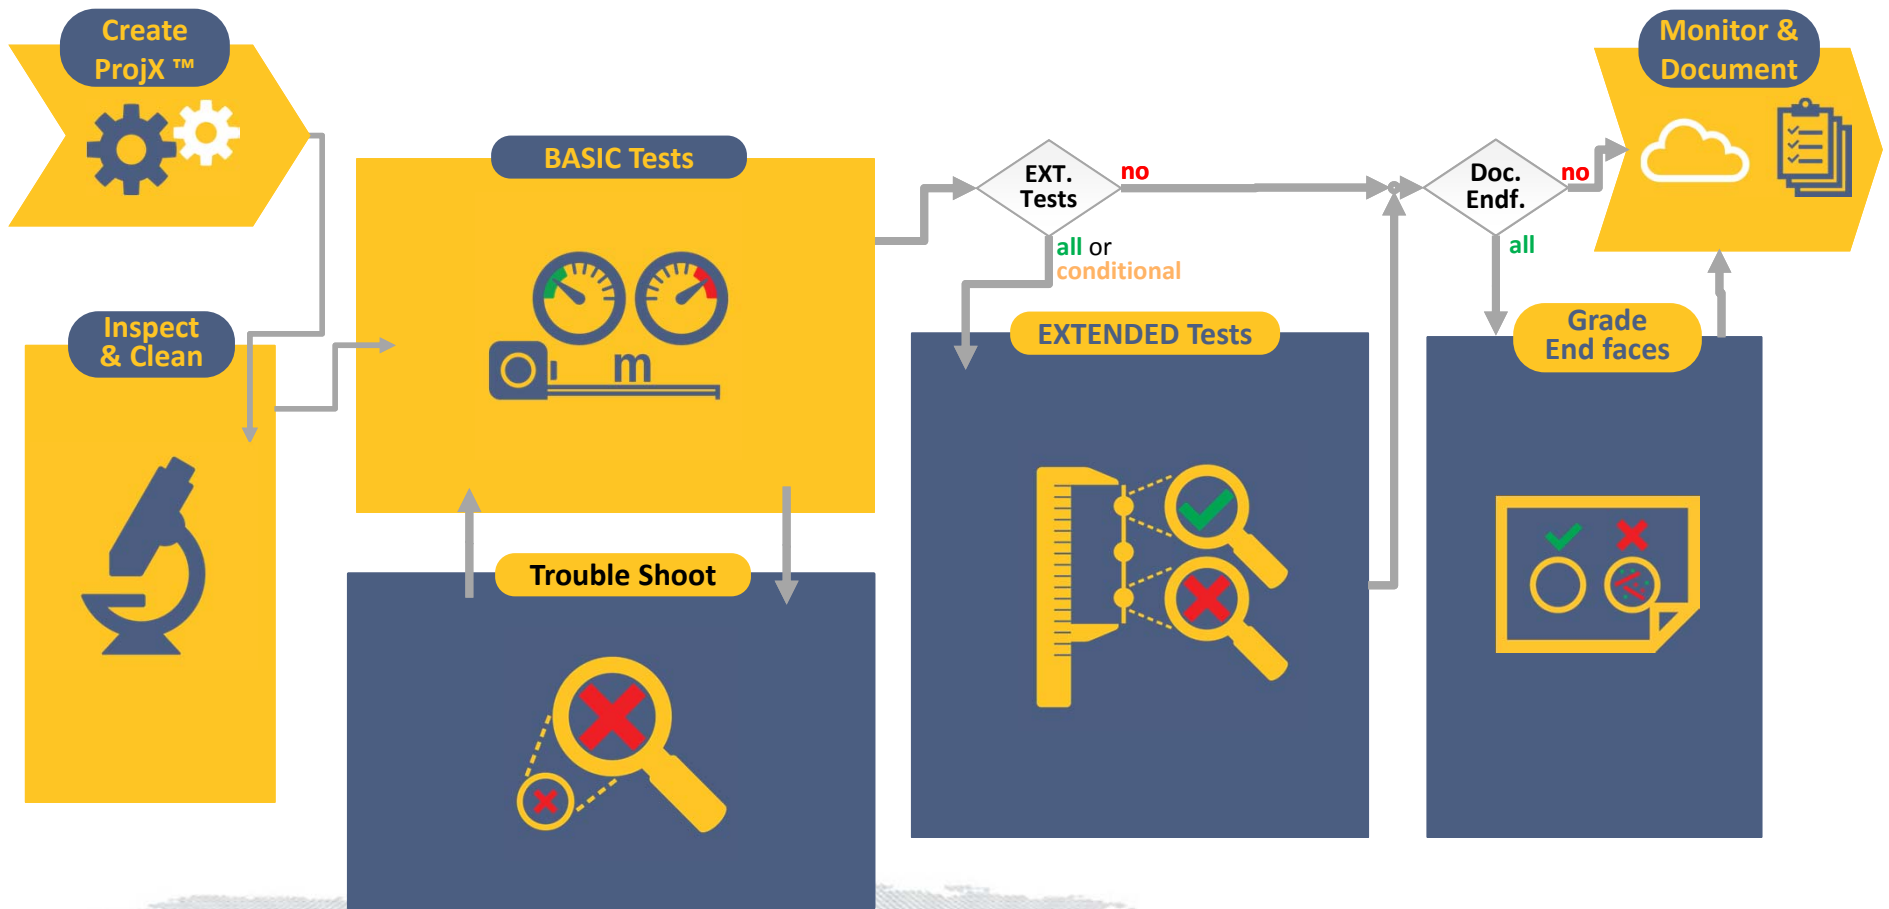 Create
ProjX ™
Inspect
& Clean
BASIC Tests
m
Trouble Shoot
EXT.
Tests
no
all or
conditional
EXTENDED Tests
Doc.
Endf.
no
all
Grade
End faces
Monitor &
Document